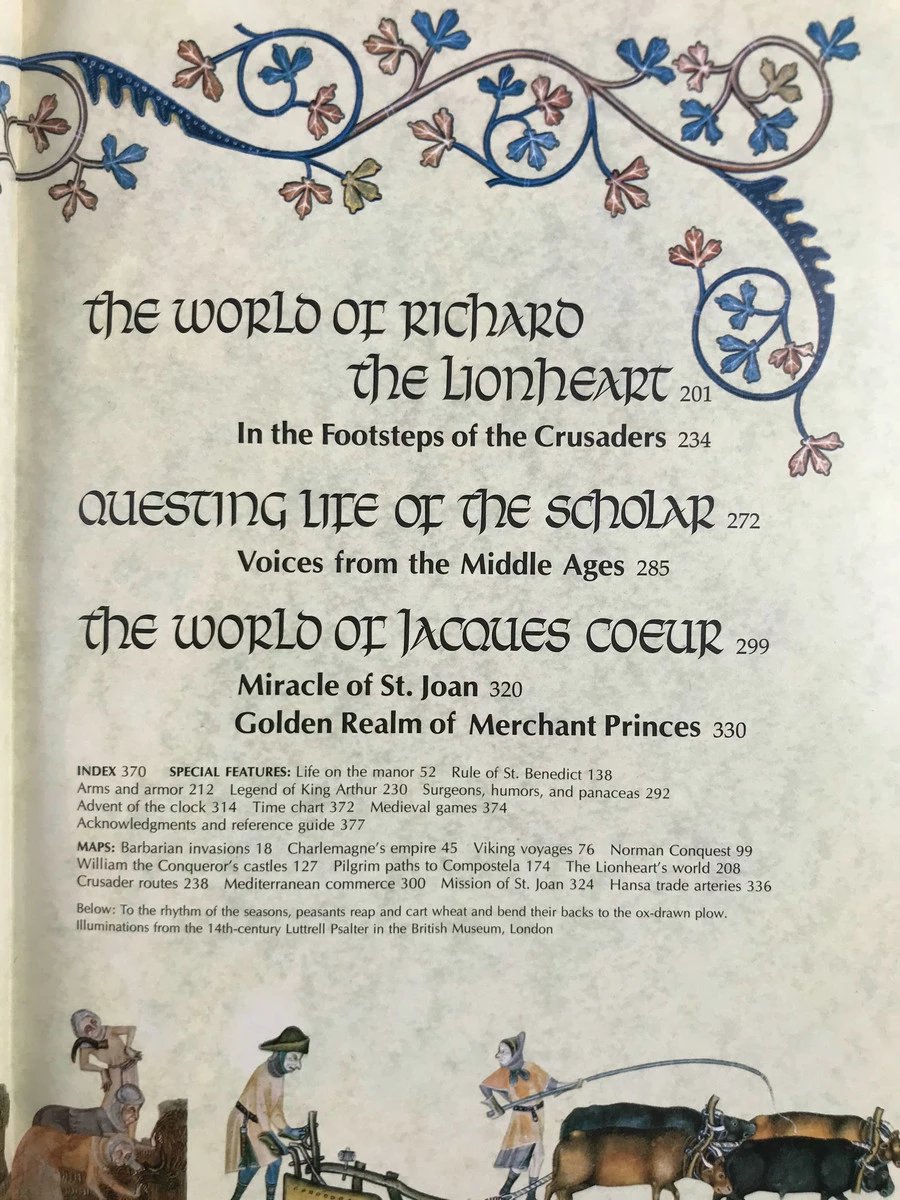 the world of Richard
the Lionheart 201
In the Footsteps of the Crusaders 234
Questing Life of the Scholar 272
Voices from the Middle Ages 285
the world of Jacques Coeur 299
Miracle of St. Joan 320
Golden Realm of Merchant Princes 330
INDEX 370 SPECIAL FEATURES: Life on the manor 52 Rule of St. Benedict 138
Arms and armor 212 Legend of King Arthur 230 Surgeons, humors, and panaceas 292
Advent of the clock 314 Time chart 372 Medieval games 374
Acknowledgments and reference guide 377
MAPS: Barbarian invasions 18 Charlemagne's empire 45 Viking voyages 76 Norman Conquest 99
William the Conqueror's castles 127 Pilgrim paths to Compostela 174 The Lionheart's world 208
Crusader routes 238 Mediterranean commerce 300 Mission of St. Joan 324 Hansa trade arteries 336
Below: To the rhythm of the seasons, peasants reap and cart wheat and bend their backs to the ox-drawn plow.
Illuminations from the 14th-century Luttrell Psalter in the British Museum, London